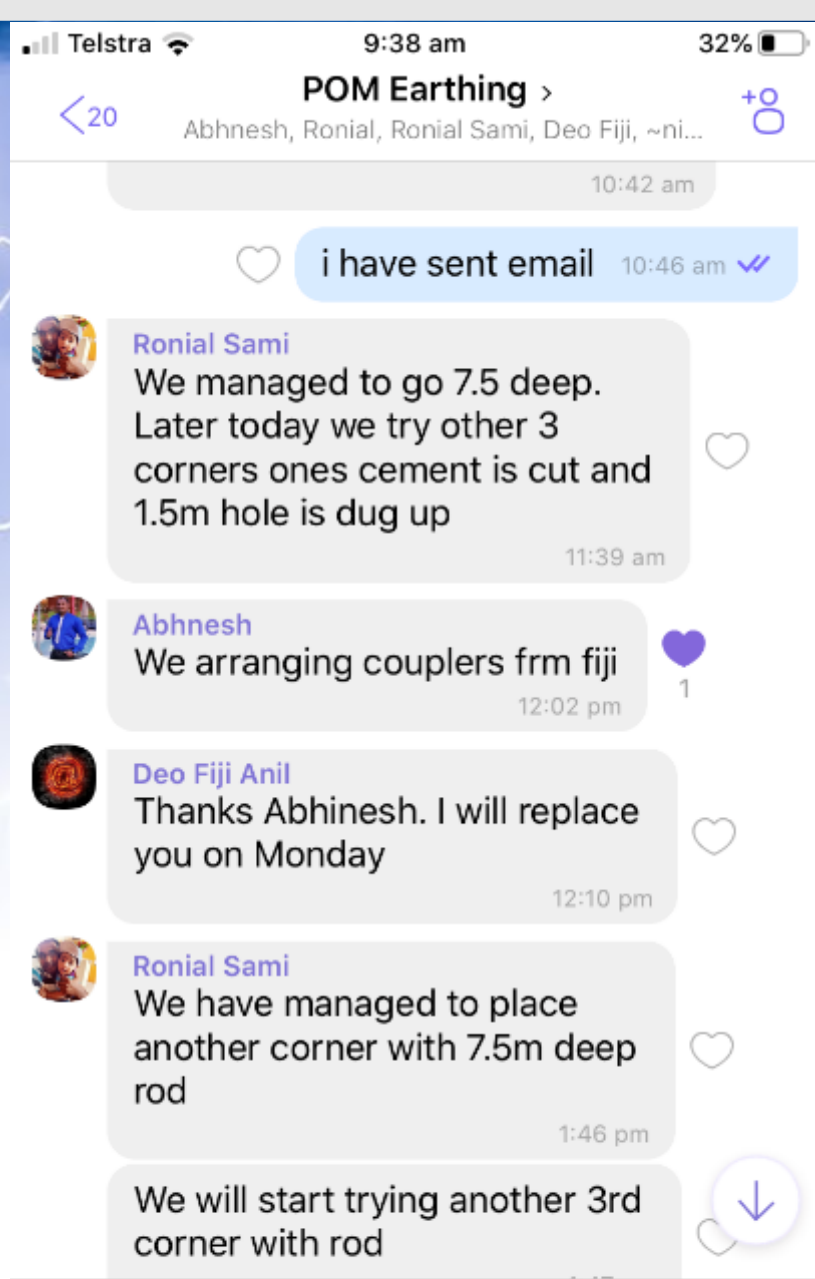 Telstra 9:38 am 32%
POM Earthing >
<20
Abhnesh, Ronial, Ronial Sami, Deo Fiji, ~ni...
10:42 am
i have sent email 10:46 am
Ronial Sami
We managed to go 7.5 deep.
Later today we try other 3
corners ones cement is cut and
1.5m hole is dug up
11:39 am
Abhnesh
We arranging couplers frm fiji
1
12:02 pm
Deo Fiji Anil
Thanks Abhinesh. I will replace
you on Monday
12:10 pm
Ronial Sami
We have managed to place
another corner with 7.5m deep
rod
1:46 pm
We will start trying another 3rd
corner with rod